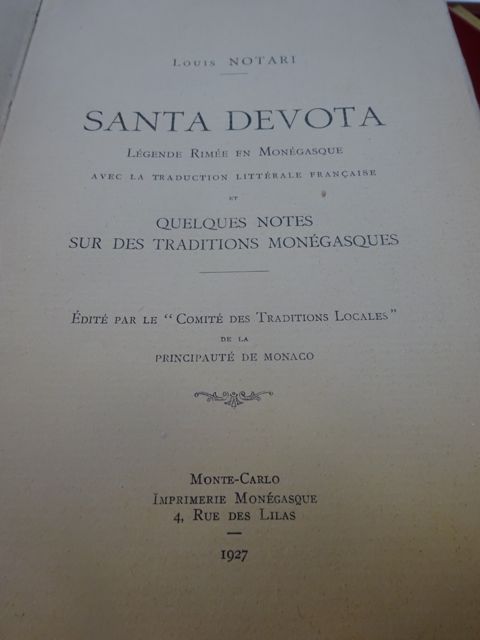 Louis NOTARI
SANTA DEVOTA
Légende Rimée en Monégasque
avec la traduction littérale française
et
QUELQUES NOTES
SUR DES TRADITIONS MONÉGASQUES
Édité par le “ Comité des Traditions Locales”
de la
PRINCIPAUTÉ DE MONACO
Monte-Carlo
Imprimerie Monégasque
4, Rue des Lilas
1927